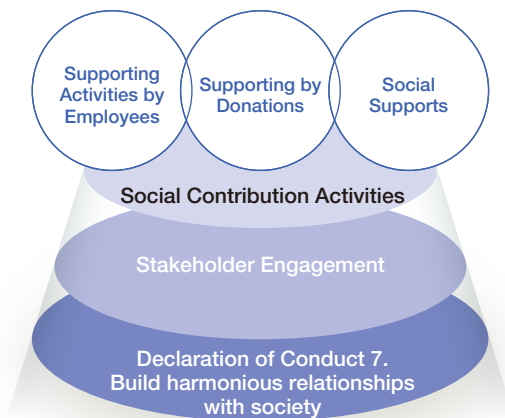 Supporting
Activities by
Employees
Supporting by
Donations
Social
Supports
Social Contribution Activities
Stakeholder Engagement
Declaration of Conduct 7.
Build harmonious relationships
with society